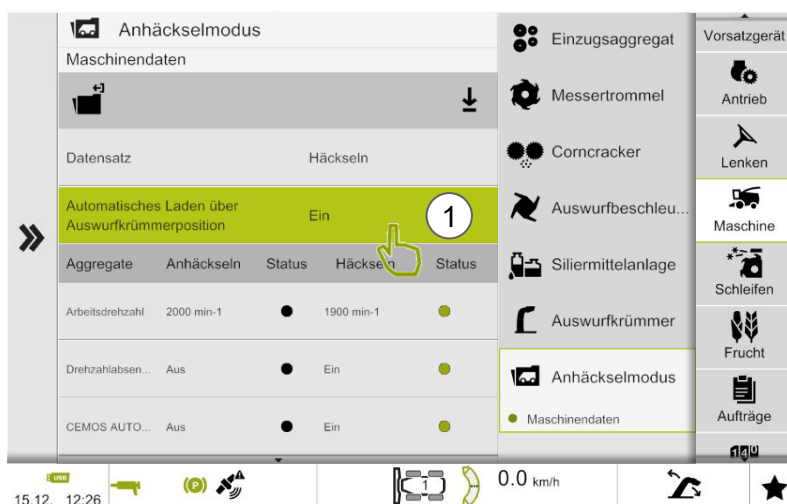 Anhäckselmodus
Maschinendaten
Datensatz Häckseln
Automatisches Laden über
Auswurfkrümmerposition
Ein
1
Aggregate Anhäckseln Status Häckseln Status
Arbeitsdrehzahl 2000 min-1 1900 min-1
Drehzahlabsen... Aus Ein
CEMOS AUTO... Aus Ein
Einzugsaggregat
Messertrommel
Corncracker
Auswurfbeschleu...
Siliermittelanlage
Auswurfkrümmer
Anhäckselmodus
Maschinendaten
Vorsatzgerät
Antrieb
Lenken
Maschine
Schleifen
Frucht
Aufträge
USB
15.12. 12:26
(P)
1
0.0 km/h